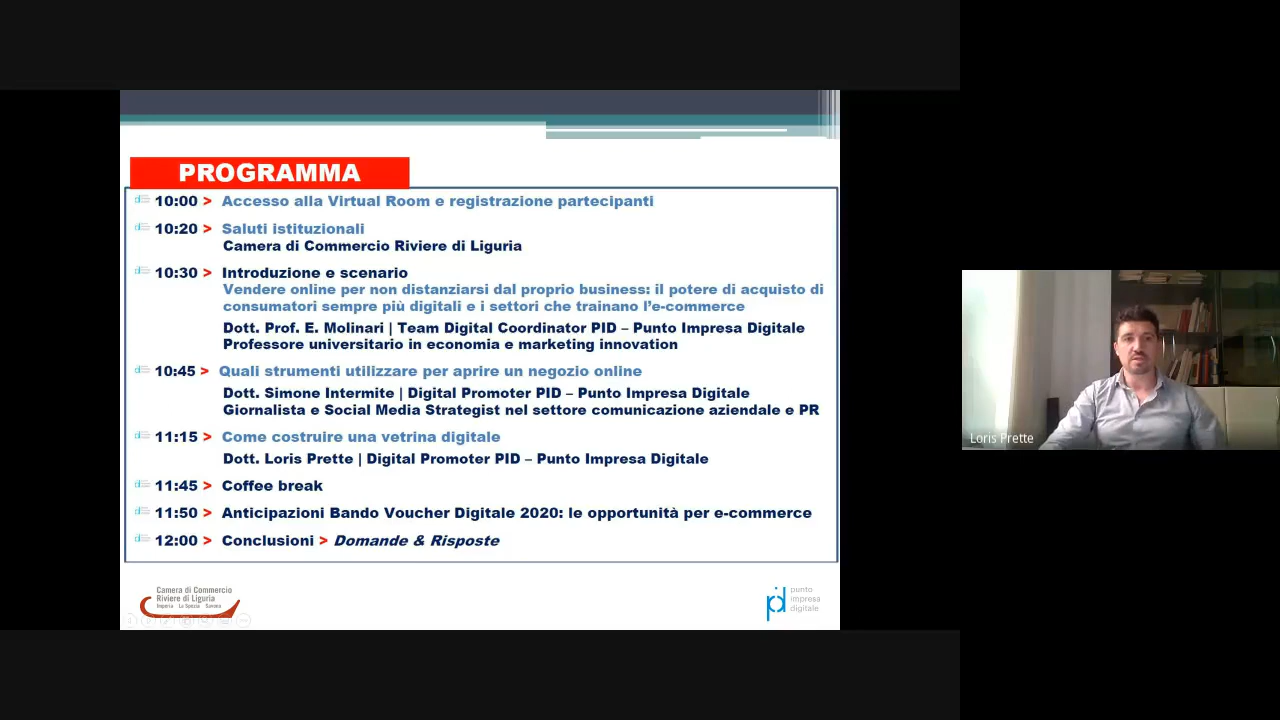 PROGRAMMA
10:00 > Accesso alla Virtual Room e registrazione partecipanti
10:20 > Saluti istituzionali
Camera di Commercio Riviere di Liguria
10:30 > Introduzione e scenario
Vendere online per non distanziarsi dal proprio business: il potere di acquisto di
consumatori sempre più digitali e i settori che trainano l'e-commerce
Dott. Prof. E. Molinari | Team Digital Coordinator PID – Punto Impresa Digitale
Professore universitario in economia e marketing innovation
10:45 > Quali strumenti utilizzare per aprire un negozio online
Dott. Simone Intermite | Digital Promoter PID – Punto Impresa Digitale
Giornalista e Social Media Strategist nel settore comunicazione aziendale e PR
11:15 > Come costruire una vetrina digitale
Dott. Loris Prette | Digital Promoter PID – Punto Impresa Digitale
11:45 > Coffee break
11:50 > Anticipazioni Bando Voucher Digitale 2020: le opportunità per e-commerce
12:00 > Conclusioni > Domande & Risposte
Camera di Commercio
Riviere di Liguria
Imperia La Spezia Savona
pid
punto
impresa
digitale
Loris Prette